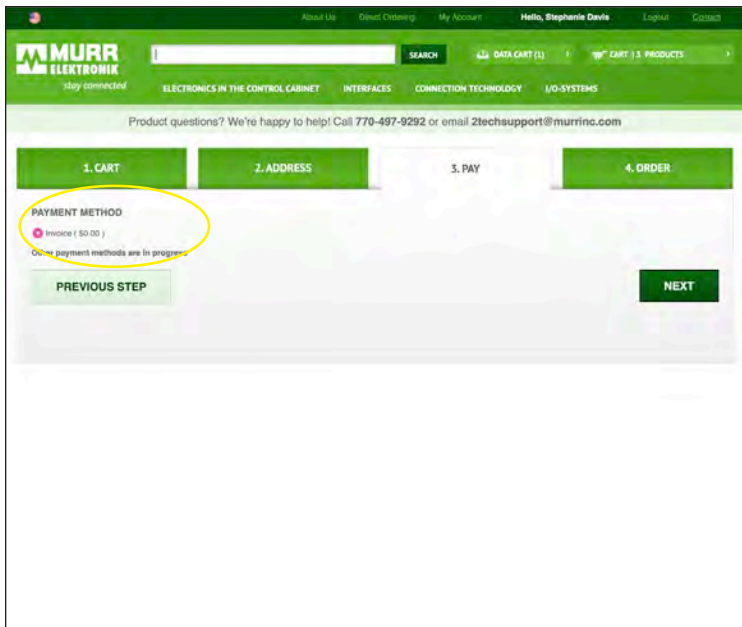 About Us Direct Ordering My Account Hello, Stephanie Davis Logout Contact
MURR
ELEKTRONIK
stay connected
SEARCH DATA CART (1) CART | 3 PRODUCTS
ELECTRONICS IN THE CONTROL CABINET INTERFACES CONNECTION TECHNOLOGY I/O-SYSTEMS
Product questions? We're happy to help! Call 770-497-9292 or email 2techsupport@murrinc.com
1. CART 2. ADDRESS 3. PAY 4. ORDER
PAYMENT METHOD
Invoice ( $0.00 )
Other payment methods are in progress
PREVIOUS STEP NEXT